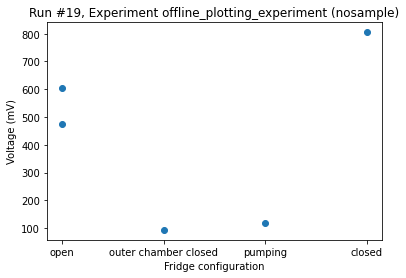 Run #19, Experiment offline_plotting_experiment (nosample)
800
700
600
500
400
300
200
100
Voltage (mV)
open outer chamber closed pumping closed
Fridge configuration